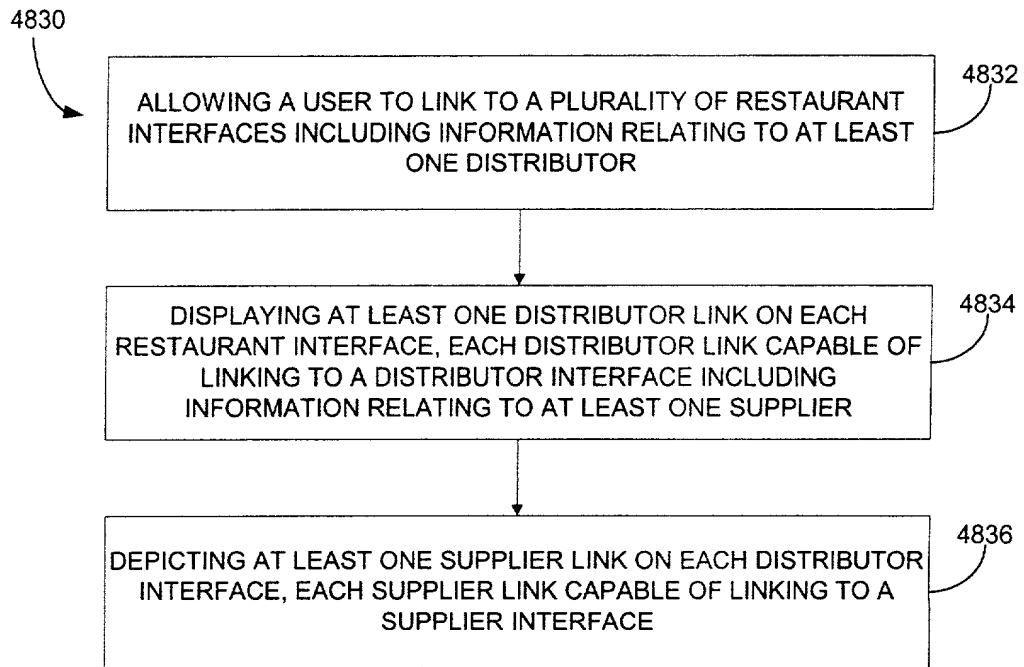 4830
4832
ALLOWING A USER TO LINK TO A PLURALITY OF RESTAURANT
INTERFACES INCLUDING INFORMATION RELATING TO AT LEAST
ONE DISTRIBUTOR
4834
DISPLAYING AT LEAST ONE DISTRIBUTOR LINK ON EACH
RESTAURANT INTERFACE, EACH DISTRIBUTOR LINK CAPABLE OF
LINKING TO A DISTRIBUTOR INTERFACE INCLUDING
INFORMATION RELATING TO AT LEAST ONE SUPPLIER
4836
DEPICTING AT LEAST ONE SUPPLIER LINK ON EACH DISTRIBUTOR
INTERFACE, EACH SUPPLIER LINK CAPABLE OF LINKING TO A
SUPPLIER INTERFACE